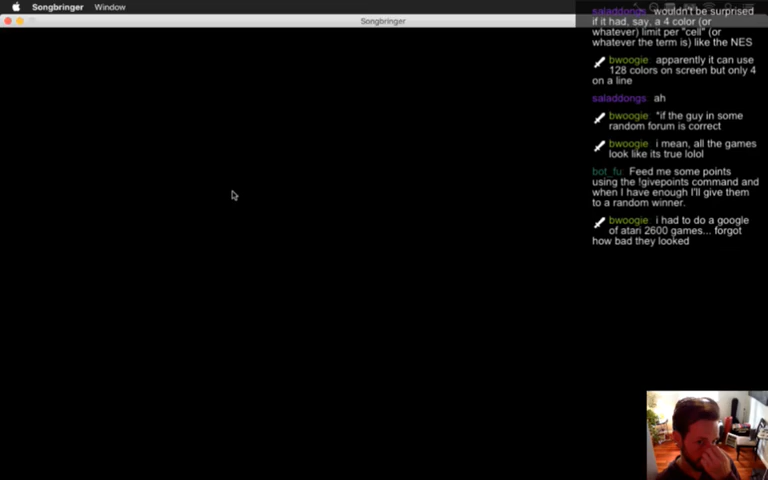 Songbringer Window
Songbringer
saladdongs wouldn't be surprised
if it had, say, a 4 color (or
whatever) limit per "cell" (or
whatever the term is) like the NES
bwoogie apparently it can use
128 colors on screen but only 4
on a line
saladdongs ah
bwoogie *if the guy in some
random forum is correct
bwoogie i mean, all the games
look like its true lolol
bot_fu Feed me some points
using the !givepoints command and
when I have enough I'll give them
to a random winner.
bwoogie i had to do a google
of atari 2600 games... forgot
how bad they looked